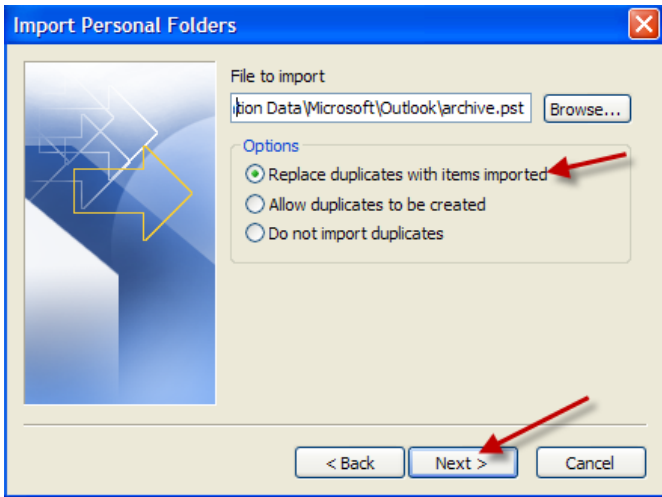 Import Personal Folders
File to import
tion Data\Microsoft\Outlook\archive.pst
Browse...
Options
Replace duplicates with items imported
Allow duplicates to be created
Do not import duplicates
< Back
Next >
Cancel